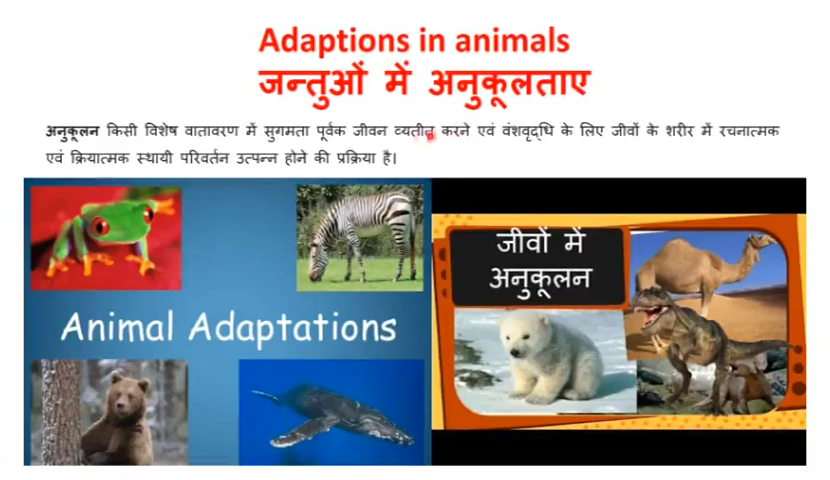 Adaptions in animals
जन्तुओं में अनुकूलताए
अनुकूलन किसी विशेष वातावरण में सुगमता पूर्वक जीवन व्यतीत करने एवं वंशवृद्धि के लिए जीवों के शरीर में रचनात्मक
एवं क्रियात्मक स्थायी परिवर्तन उत्पन्न होने की प्रक्रिया है।
Animal Adaptations
जीवों में
अनुकूलन